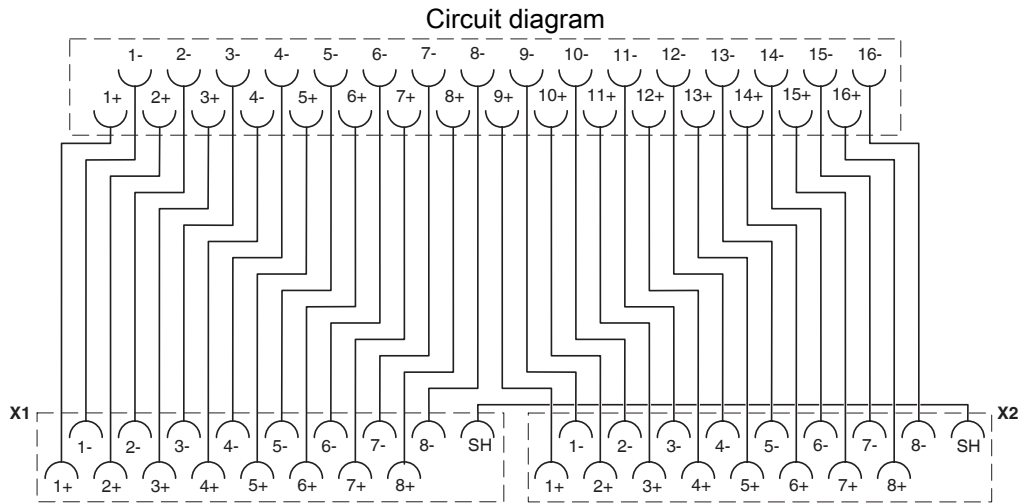 Circuit diagram
1- 2- 3- 4- 5- 6- 7- 8- 9- 10- 11- 12- 13- 14- 15- 16-
1+ 2+ 3+ 4- 5+ 6+ 7+ 8+ 9+ 10+ 11+ 12+ 13+ 14+ 15+ 16+
X1 X2
1- 2- 3- 4- 5- 6- 7- 8- SH 1- 2- 3- 4- 5- 6- 7- 8- SH
1+ 2+ 3+ 4+ 5+ 6+ 7+ 8+ 1+ 2+ 3+ 4+ 5+ 6+ 7+ 8+